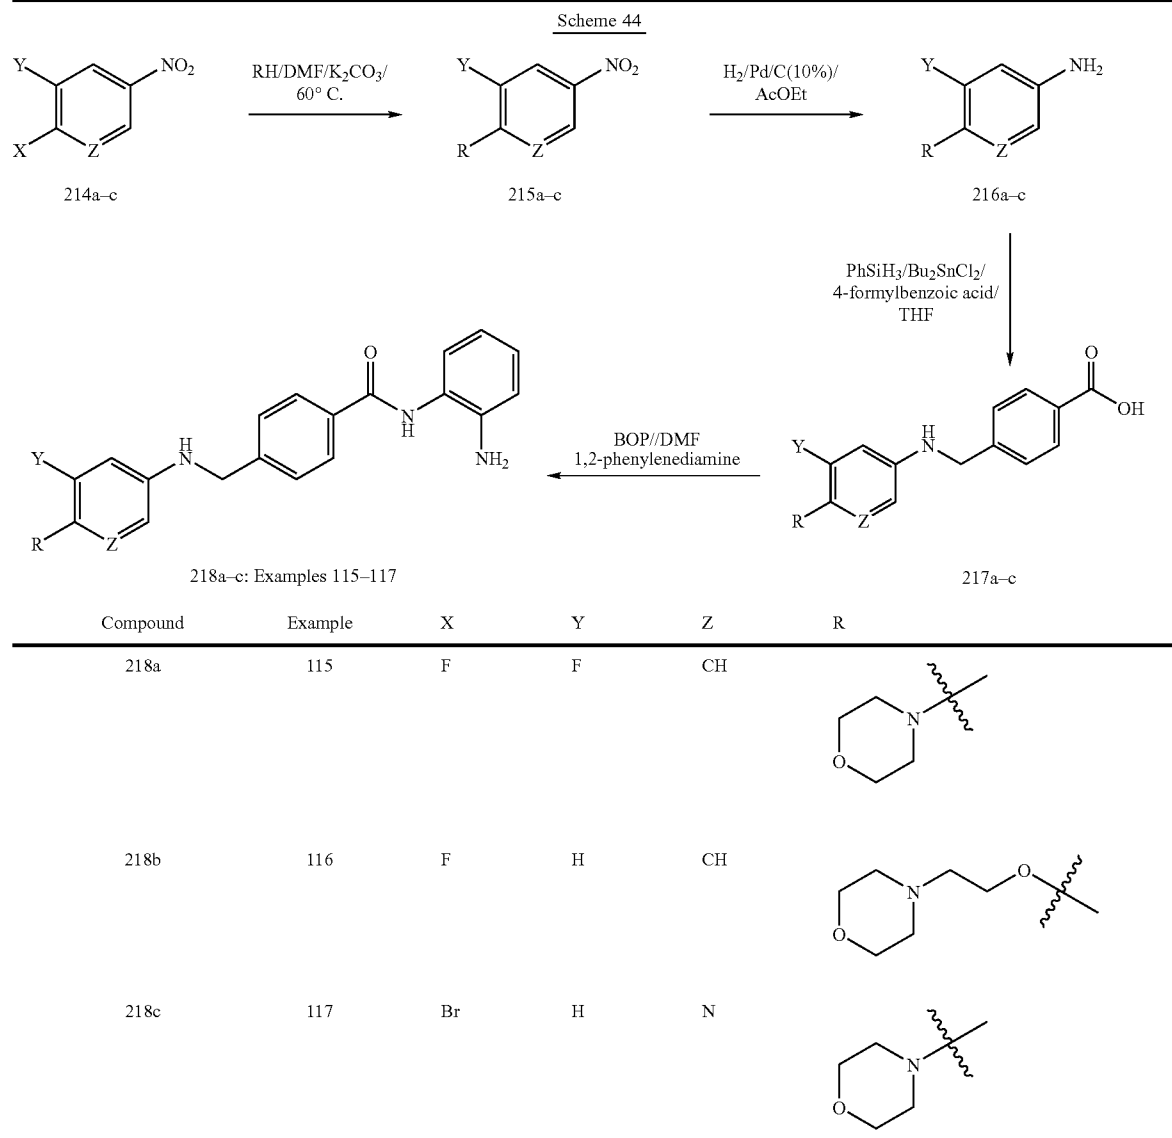 Scheme 44
Y NO₂
X Z
214a–c
RH/DMF/K₂CO₃/
60° C.
Y NO₂
R Z
215a–c
H₂/Pd/C(10%)/
AcOEt
Y NH₂
R Z
216a–c
PhSiH₃/Bu₂SnCl₂/
4-formylbenzoic acid/
THF
O
OH
H
N
Y
R Z
217a–c
BOP//DMF
1,2-phenylenediamine
O
N
H
NH₂
H
N
Y
R Z
218a–c: Examples 115–117
Compound Example X Y Z R
218a 115 F F CH
N
O
218b 116 F H CH
O
N
O
218c 117 Br H N
N
O